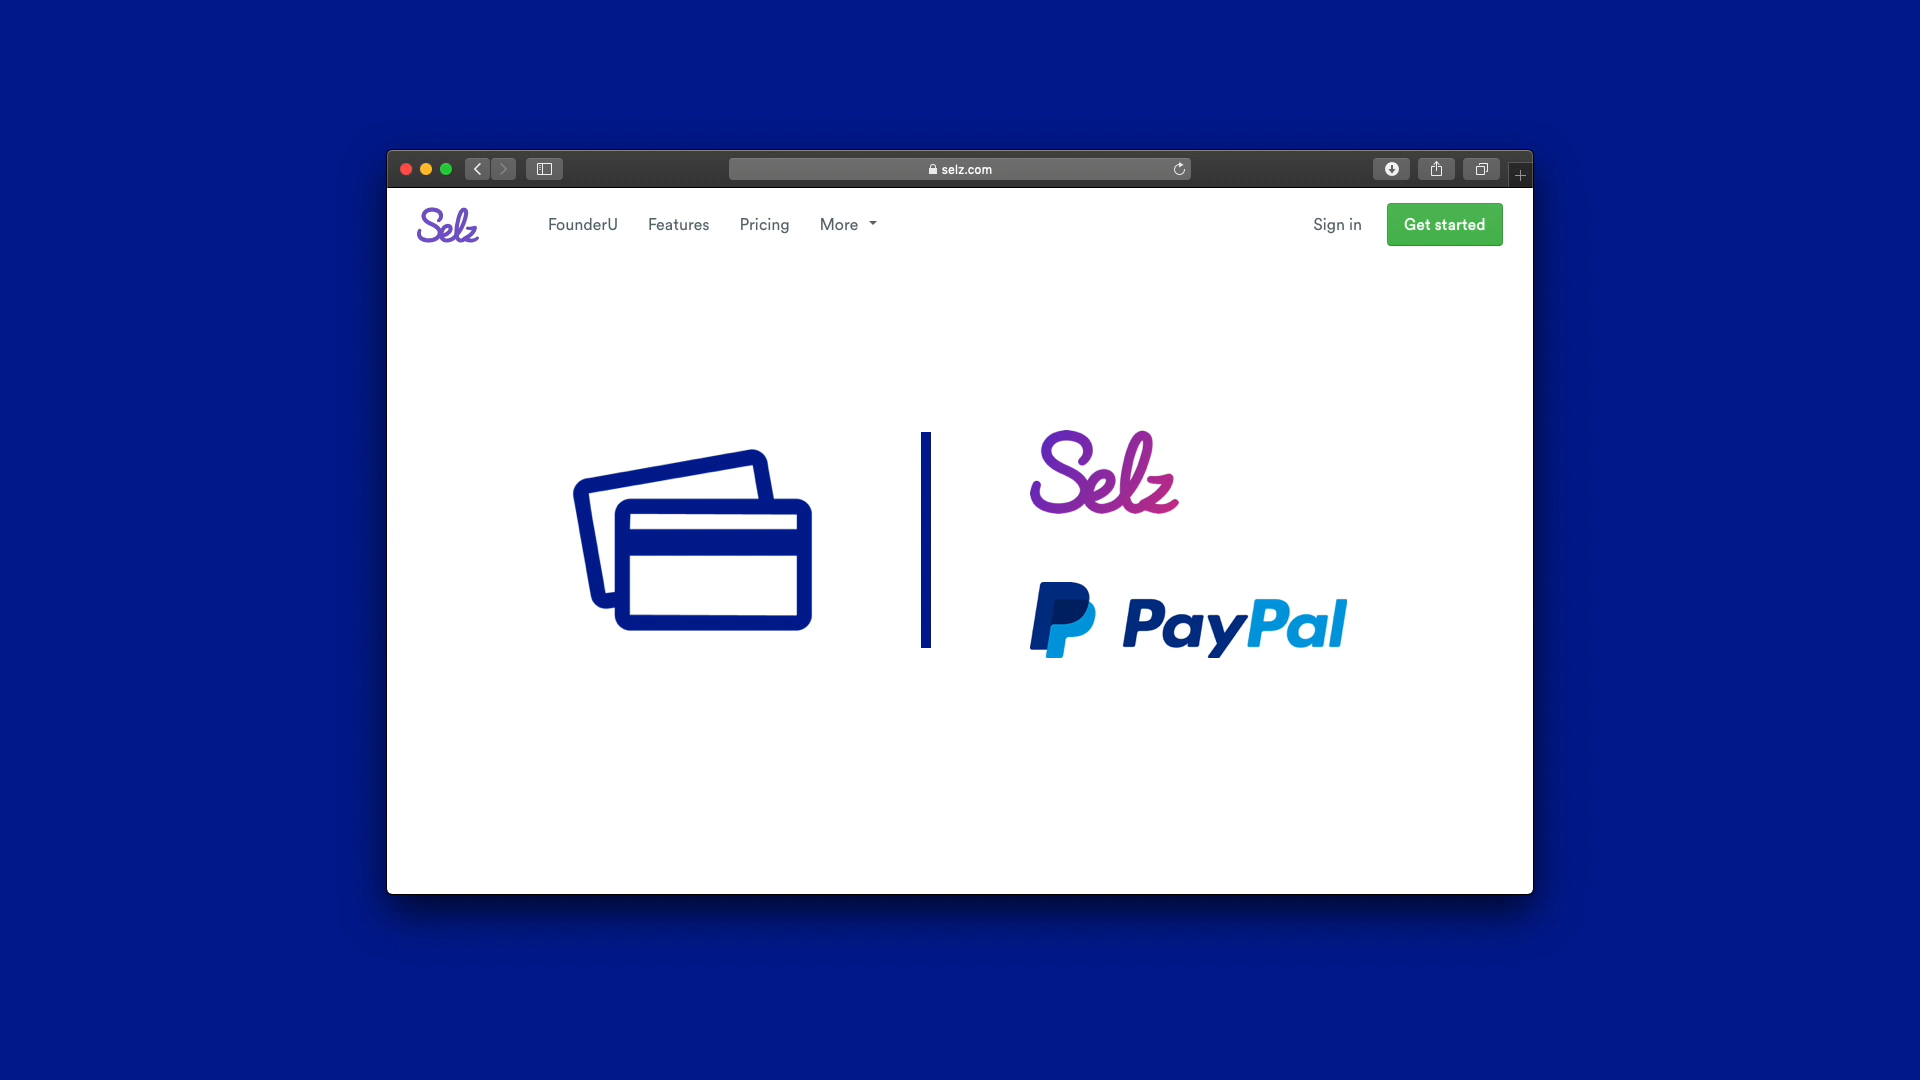 selz.com
Selz FounderU Features Pricing More Sign in Get started
Selz
PayPal